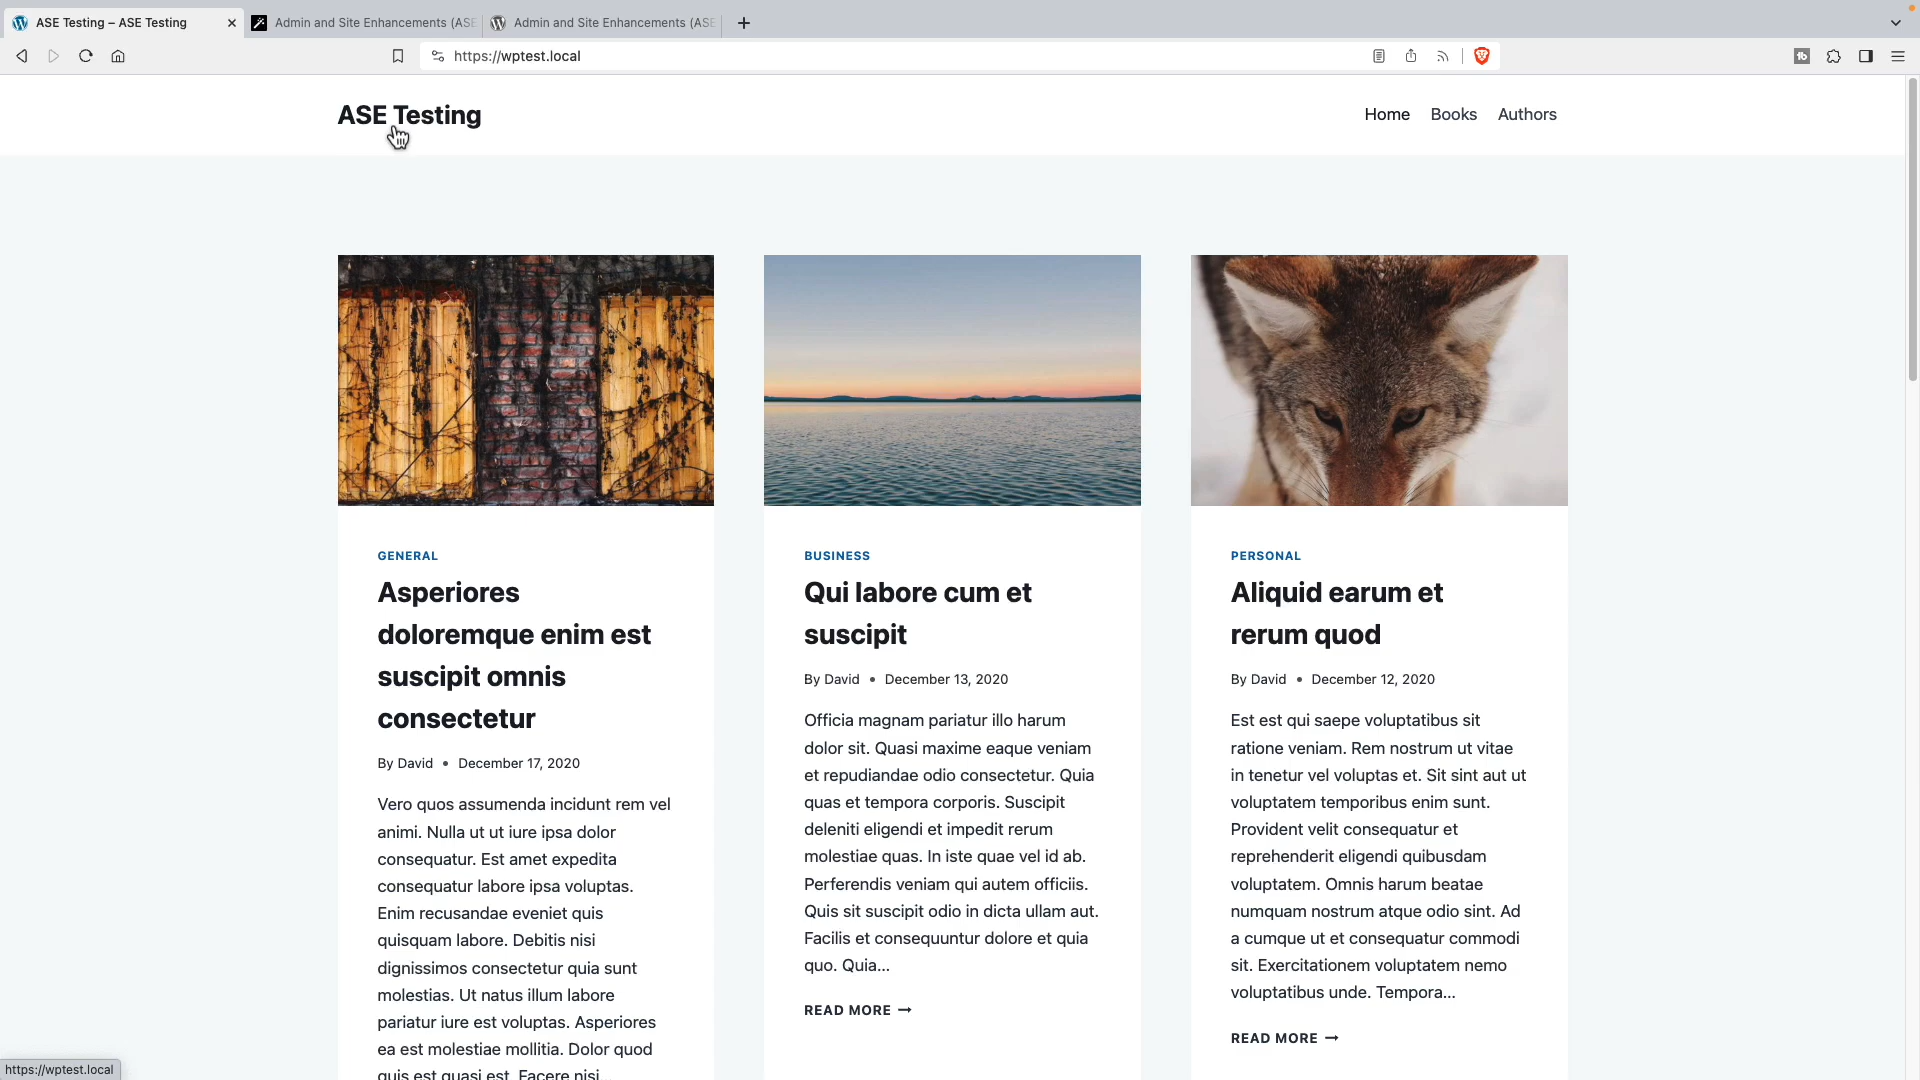 ASE Testing – ASE Testing
Admin and Site Enhancements (ASE
Admin and Site Enhancements (ASE
https://wptest.local
ASE Testing
Home
Books
Authors
GENERAL
Asperiores
doloremque enim est
suscipit omnis
consectetur
By David • December 17, 2020
Vero quos assumenda incidunt rem vel
animi. Nulla ut ut iure ipsa dolor
consequatur. Est amet expedita
consequatur labore ipsa voluptas.
Enim recusandae eveniet quis
quisquam labore. Debitis nisi
dignissimos consectetur quia sunt
molestias. Ut natus illum labore
pariatur iure est voluptas. Asperiores
ea est molestiae mollitia. Dolor quod
quis est quasi est. Facere nisi...
BUSINESS
Qui labore cum et
suscipit
By David • December 13, 2020
Officia magnam pariatur illo harum
dolor sit. Quasi maxime eaque veniam
et repudiandae odio consectetur. Quia
quas et tempora corporis. Suscipit
deleniti eligendi et impedit rerum
molestiae quas. In iste quae vel id ab.
Perferendis veniam qui autem officiis.
Quis sit suscipit odio in dicta ullam aut.
Facilis et consequuntur dolore et quia
quo. Quia...
READ MORE →
PERSONAL
Aliquid earum et
rerum quod
By David • December 12, 2020
Est est qui saepe voluptatibus sit
ratione veniam. Rem nostrum ut vitae
in tenetur vel voluptas et. Sit sint aut ut
voluptatem temporibus enim sunt.
Provident velit consequatur et
reprehenderit eligendi quibusdam
voluptatem. Omnis harum beatae
numquam nostrum atque odio sint. Ad
a cumque ut et consequatur commodi
sit. Exercitationem voluptatem nemo
voluptatibus unde. Tempora...
READ MORE →
https://wptest.local